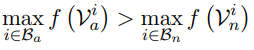 max_{i∈ℬ_a} f(𝒱_a^i) > max_{i∈ℬ_n} f(𝒱_n^i)